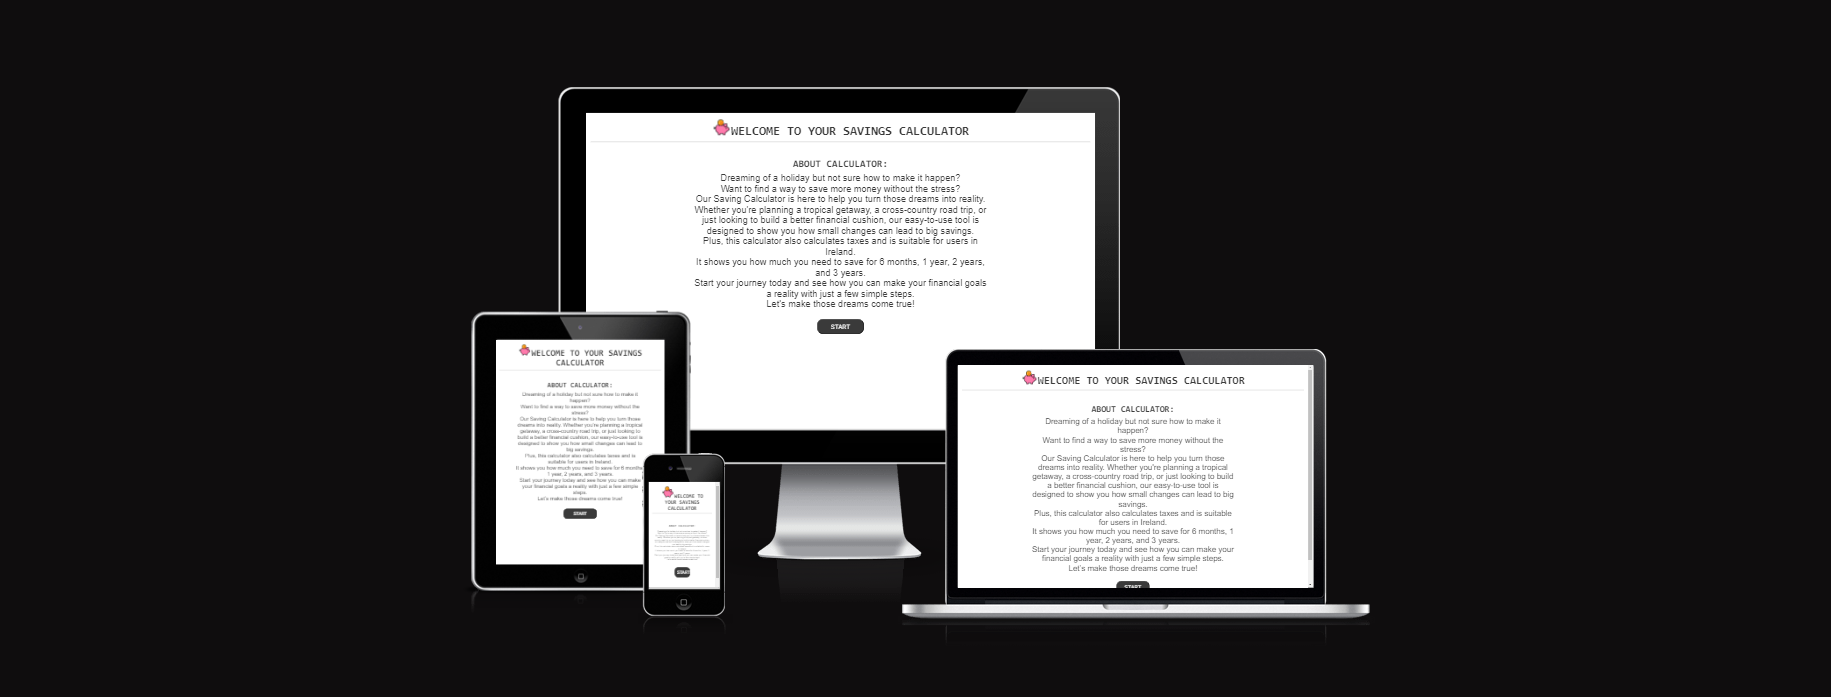 WELCOME TO YOUR SAVINGS CALCULATOR
ABOUT CALCULATOR:
Dreaming of a holiday but not sure how to make it happen?
Want to find a way to save more money without the stress?
Our Saving Calculator is here to help you turn those dreams into reality.
Whether you're planning a tropical getaway, a cross-country road trip, or
just looking to build a better financial cushion, our easy-to-use tool is
designed to show you how small changes can lead to big savings.
Plus, this calculator also calculates taxes and is suitable for users in
Ireland.
It shows you how much you need to save for 6 months, 1 year, 2 years,
and 3 years.
Start your journey today and see how you can make your financial goals
a reality with just a few simple steps.
Let's make those dreams come true!
START
WELCOME TO YOUR SAVINGS
CALCULATOR
ABOUT CALCULATOR:
Dreaming of a holiday but not sure how to make it
happen?
Want to find a way to save more money without the
stress?
Our Saving Calculator is here to help you turn those
dreams into reality. Whether you're planning a tropical
getaway, a cross-country road trip, or just looking to
build a better financial cushion, our easy-to-use tool is
designed to show you how small changes can lead to
big savings.
Plus, this calculator also calculates taxes and is
suitable for users in Ireland.
It shows you how much you need to save for 6 months
1 year, 2 years, and 3 years.
Start your journey today and see how you can make
your financial goals a reality with just a few simple
steps.
Let's make those dreams come true!
START
WELCOME TO
YOUR SAVINGS
CALCULATOR
ABOUT CALCULATOR
START
WELCOME TO YOUR SAVINGS CALCULATOR
ABOUT CALCULATOR:
Dreaming of a holiday but not sure how to make it
happen?
Want to find a way to save more money without the
stress?
Our Saving Calculator is here to help you turn those
dreams into reality. Whether you're planning a tropical
getaway, a cross-country road trip, or just looking to build
a better financial cushion, our easy-to-use tool is
designed to show you how small changes can lead to big
savings.
Plus, this calculator also calculates taxes and is suitable
for users in Ireland.
It shows you how much you need to save for 6 months, 1
year, 2 years, and 3 years.
Start your journey today and see how you can make your
financial goals a reality with just a few simple steps.
Let's make those dreams come true!
START